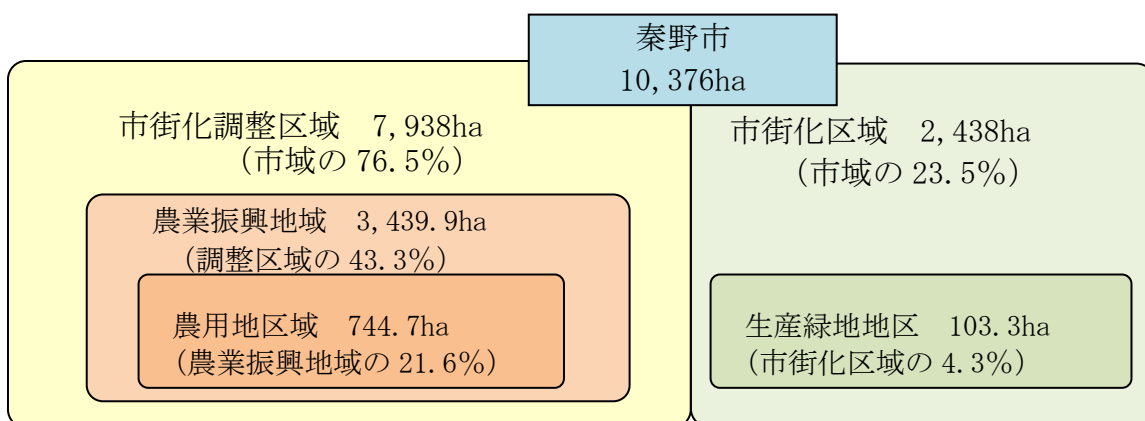 秦野市
10,376ha
市街化調整区域　7,938ha
（市域の 76.5％）
農業振興地域　3,439.9ha
（調整区域の 43.3％）
農用地区域　744.7ha
（農業振興地域の 21.6％）
市街化区域　2,438ha
（市域の 23.5％）
生産緑地地区　103.3ha
（市街化区域の 4.3％）